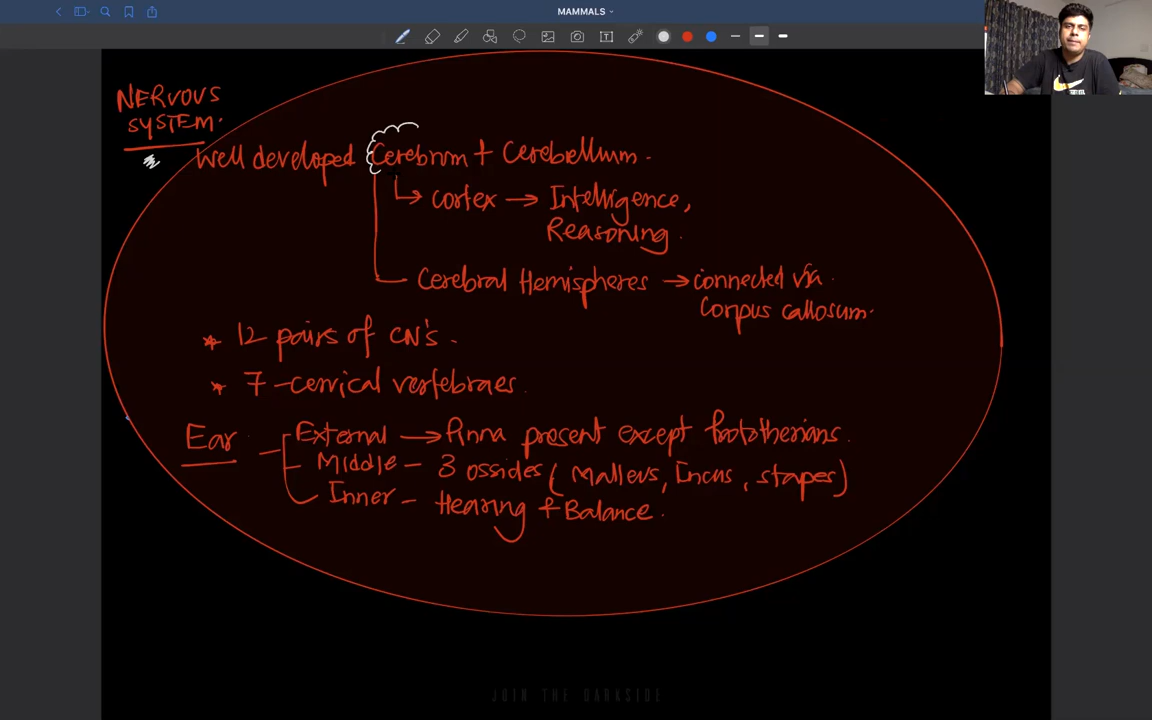 MAMMALS
NERVOUS
SYSTEM.
Well developed Cerebrum + Cerebellum.
Cortex → Intelligence,
Reasoning.
Cerebral Hemispheres → connected via
Corpus callosum.
* 12 pairs of CN's.
* 7-cervical vertebraes.
Ear
External → Pinna present except Prototherians.
Middle - 3 ossicles (Malleus, Incus, stapes)
Inner - Hearing + Balance.
JOIN THE DARKSIDE